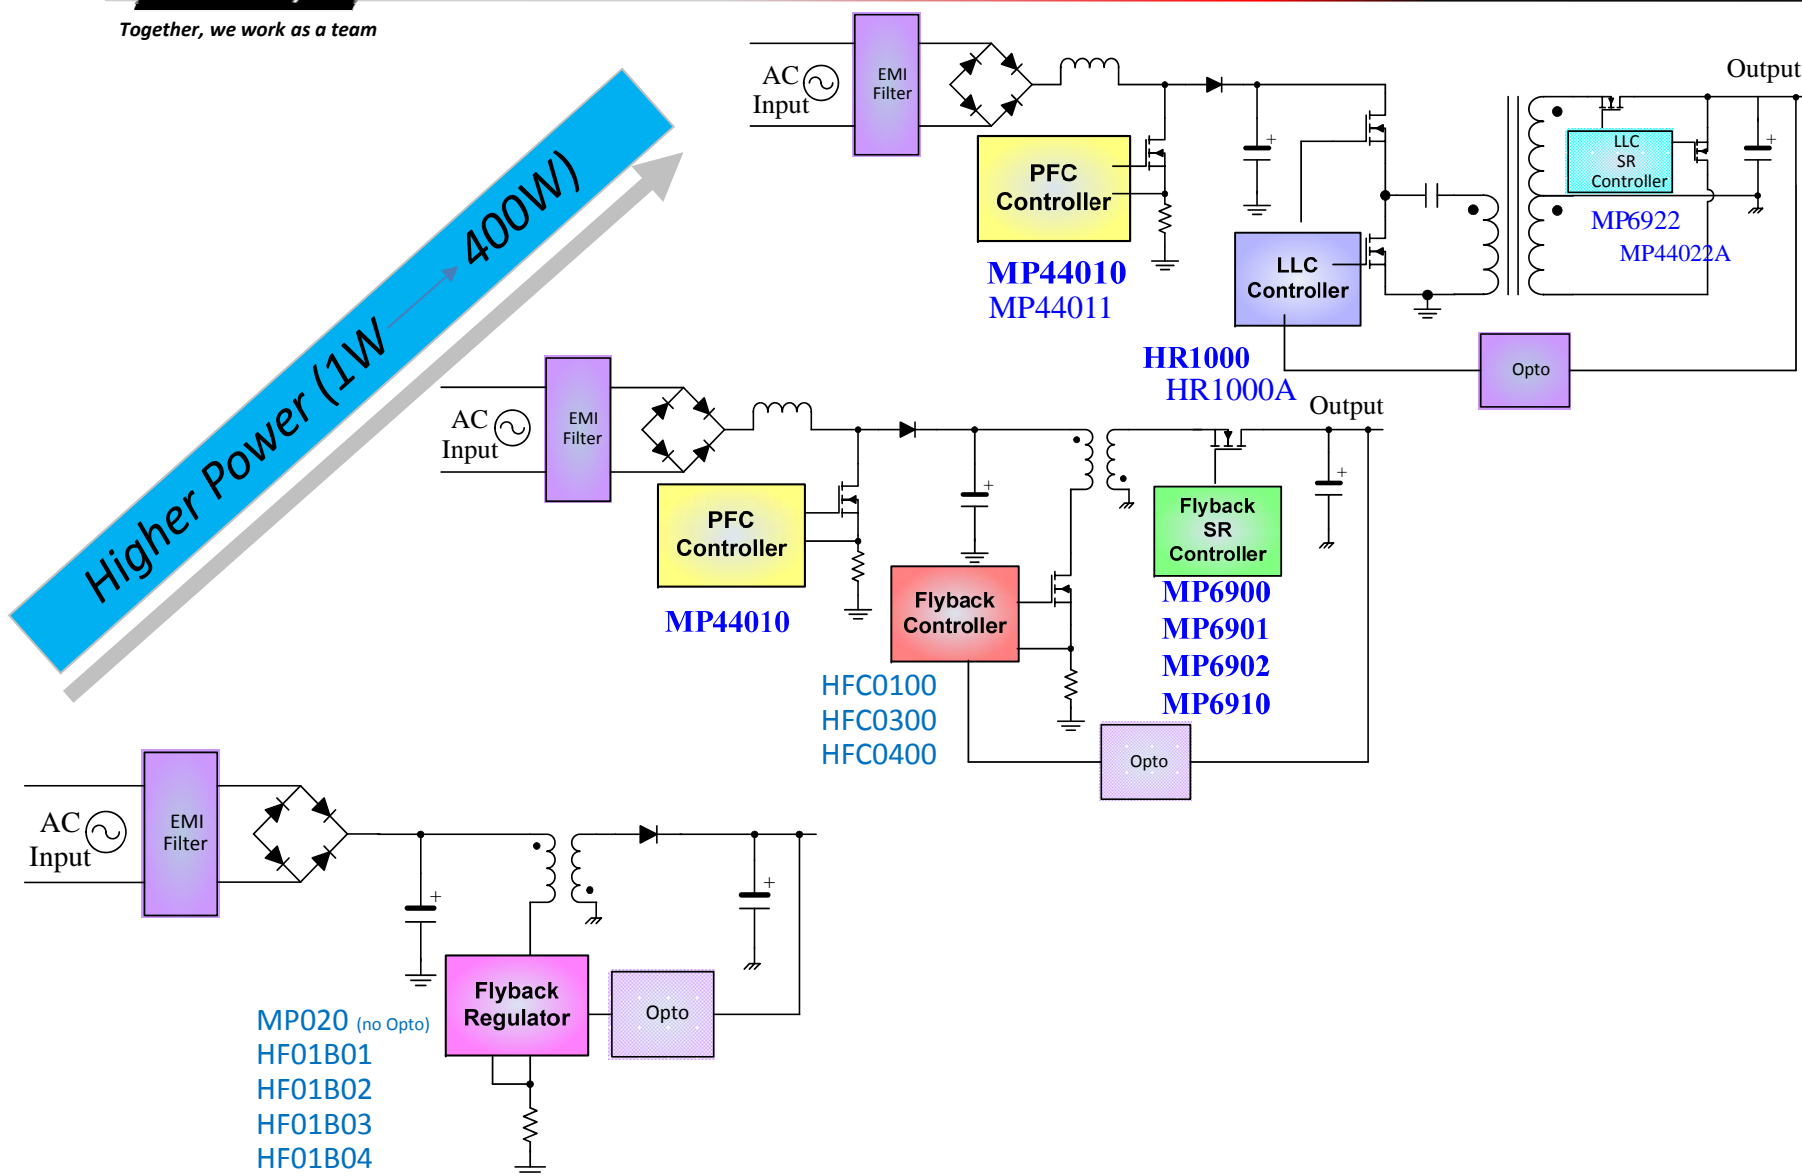 Together, we work as a team
Higher Power (1W 400W)
AC
Input
EMI
Filter
PFC
Controller
MP44010
MP44011
LLC
Controller
HR1000
HR1000A
LLC
SR
Controller
MP6922
MP44022A
Output
Opto
+
+
AC
Input
EMI
Filter
PFC
Controller
MP44010
Flyback
Controller
HFC0100
HFC0300
HFC0400
Flyback
SR
Controller
MP6900
MP6901
MP6902
MP6910
Output
Opto
+
+
AC
Input
EMI
Filter
Flyback
Regulator
Opto
+
+
MP020 (no Opto)
HF01B01
HF01B02
HF01B03
HF01B04